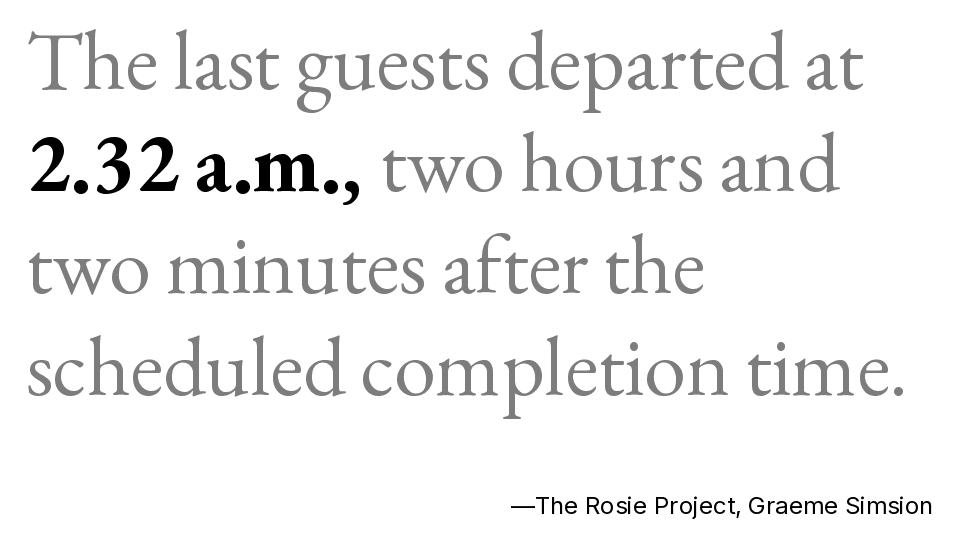 The last guests departed at
2.32 a.m., two hours and
two minutes after the
scheduled completion time.
—The Rosie Project, Graeme Simsion